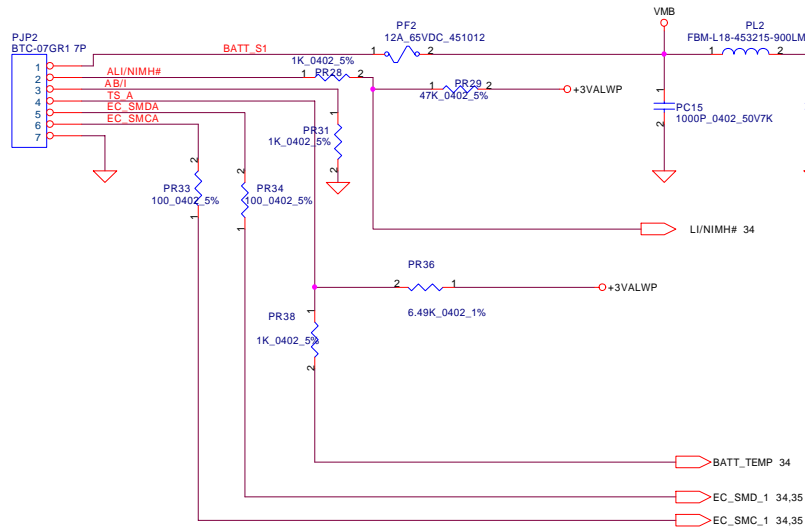 PJP2
BTC-07GR1 7P
1
2
3
4
5
6
7
BATT_S1
ALI/NIMH#
AB/I
TS_A
EC_SMDA
EC_SMCA
PF2
12A_65VDC_451012
1
2
VMB
PL2
FBM-L18-453215-900LM
1
2
1K_0402_5%
PR28
1
2
PR29
47K_0402_5%
1
2
+3VALWP
PR31
1K_0402_5%
1
2
PC15
1000P_0402_50V7K
1
2
PR33
100_0402_5%
2
1
PR34
100_0402_5%
2
1
LI/NIMH# 34
PR36
6.49K_0402_1%
2
1
+3VALWP
PR38
1K_0402_5%
1
2
BATT_TEMP 34
EC_SMD_1 34,35
EC_SMC_1 34,35